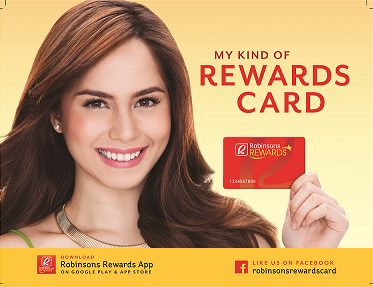 MY KIND OF
REWARDS
CARD
Robinsons
REWARDS
1234567890
DOWNLOAD
Robinsons Rewards App
ON GOOGLE PLAY & APP STORE
LIKE US ON FACEBOOK
robinsonsrewardscard